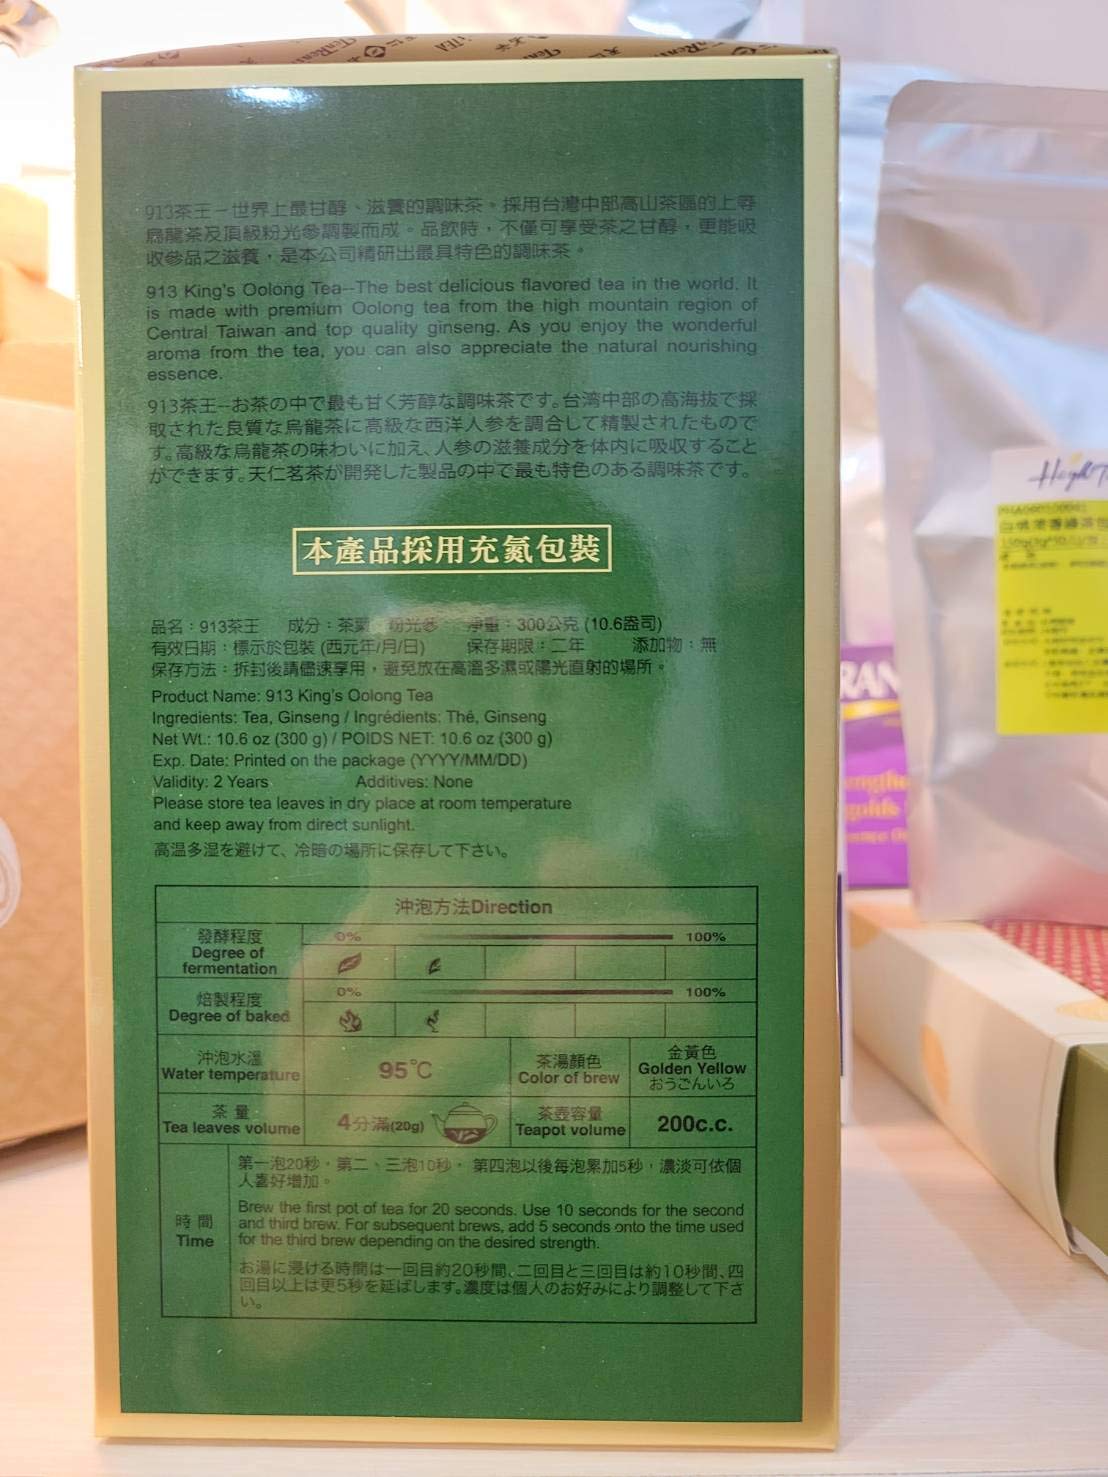 913茶王－世界上最甘醇、滋養的調味茶。採用台灣中部高山茶區的上等
烏龍茶及頂級粉光參調製而成。品飲時，不僅可享受茶之甘醇，更能吸
收參品之滋養，是本公司精研出最具特色的調味茶。
913 King's Oolong Tea--The best delicious flavored tea in the world. It
is made with premium Oolong tea from the high mountain region of
Central Taiwan and top quality ginseng. As you enjoy the wonderful
aroma from the tea, you can also appreciate the natural nourishing
essence.
913茶王--お茶の中で最も甘く芳醇な調味茶です。台湾中部の高海抜で採
取された良質な烏龍茶に高級な西洋人参を調合して精製されたもので
す。高級な烏龍茶の味わいに加え、人参の滋養成分を体内に吸収すること
ができます。天仁茗茶が開発した製品の中で最も特色のある調味茶です。
本產品採用充氮包裝
品名：913茶王 成分：茶葉、粉光參 淨重：300公克 (10.6盎司)
有效日期：標示於包裝 (西元年/月/日) 保存期限：二年 添加物：無
保存方法：拆封後請儘速享用，避免放在高溫多濕或陽光直射的場所。
Product Name: 913 King's Oolong Tea
Ingredients: Tea, Ginseng / Ingrédients: Thé, Ginseng
Net Wt.: 10.6 oz (300 g) / POIDS NET: 10.6 oz (300 g)
Exp. Date: Printed on the package (YYYY/MM/DD)
Validity: 2 Years Additives: None
Please store tea leaves in dry place at room temperature
and keep away from direct sunlight.
高温多湿を避けて、冷暗の場所に保存して下さい。
沖泡方法Direction
發酵程度 0% 100%
Degree of
fermentation
焙製程度 0% 100%
Degree of baked
沖泡水溫 95℃ 茶湯顏色 金黃色
Water temperature Color of brew Golden Yellow
おうごんいろ
茶 量 4分滿(20g) 茶壺容量 200c.c.
Tea leaves volume Teapot volume
第一泡20秒，第二、三泡10秒， 第四泡以後每泡累加5秒，濃淡可依個
人喜好增加。
時 間
Time
Brew the first pot of tea for 20 seconds. Use 10 seconds for the second
and third brew. For subsequent brews, add 5 seconds onto the time used
for the third brew depending on the desired strength.
お湯に浸ける時間は一回目約20秒間、二回目と三回目は約10秒間、四
回目以上は更5秒を延ばします。濃度は個人のお好みにより調整して下さ
い。
RAN